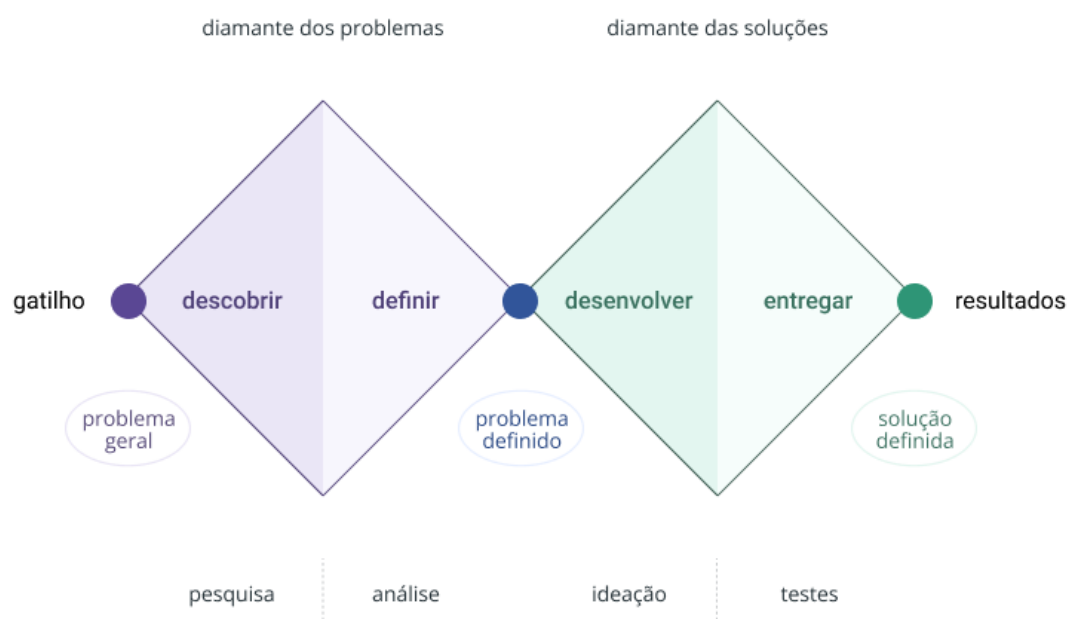 diamante dos problemas
diamante das soluções
gatilho
descobrir
definir
desenvolver
entregar
resultados
problema
geral
problema
definido
solução
definida
pesquisa
análise
ideação
testes